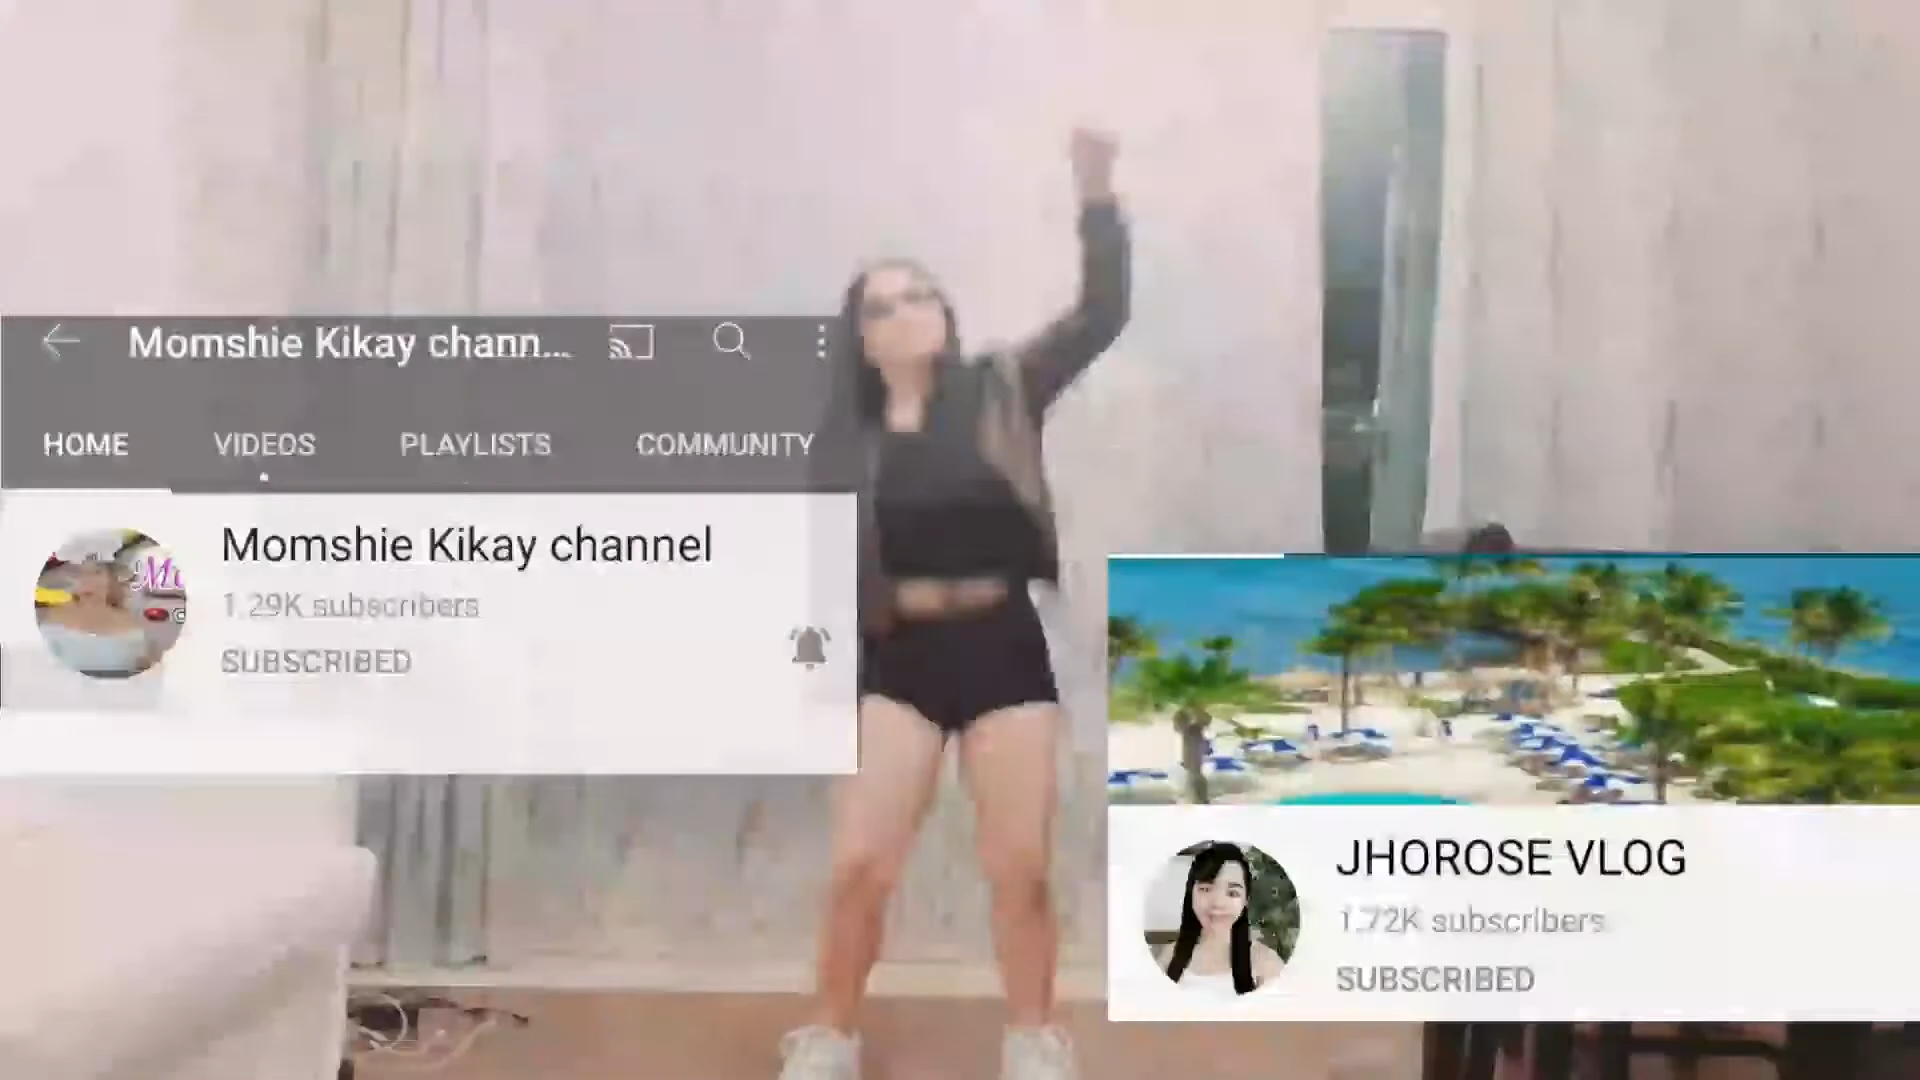 Momshie Kikay chann...
HOME VIDEOS PLAYLISTS COMMUNITY
Momshie Kikay channel
1.29K subscribers
SUBSCRIBED
JHOROSE VLOG
1.72K subscribers
SUBSCRIBED